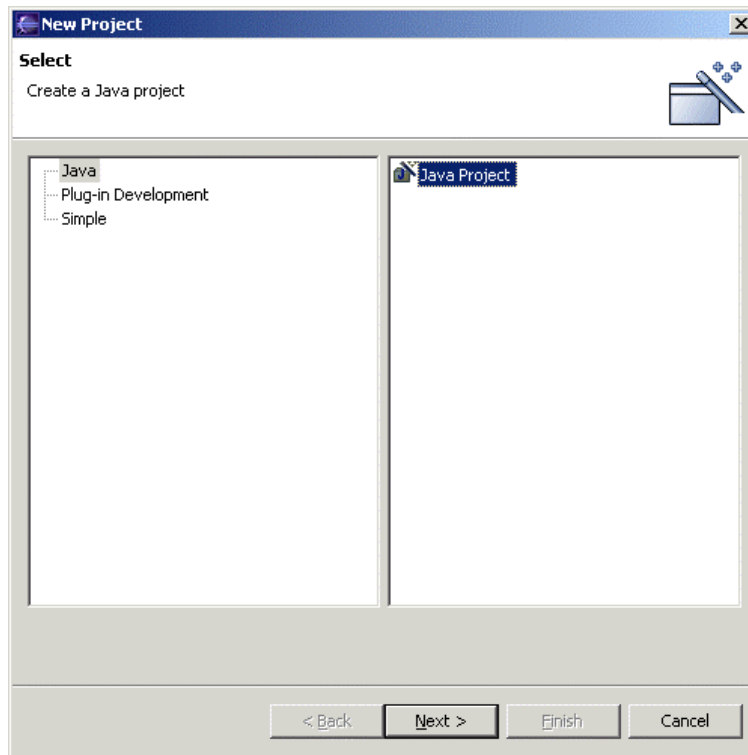 New Project
Select
Create a Java project
Java
Plug-in Development
Simple
Java Project
< Back
Next >
Finish
Cancel